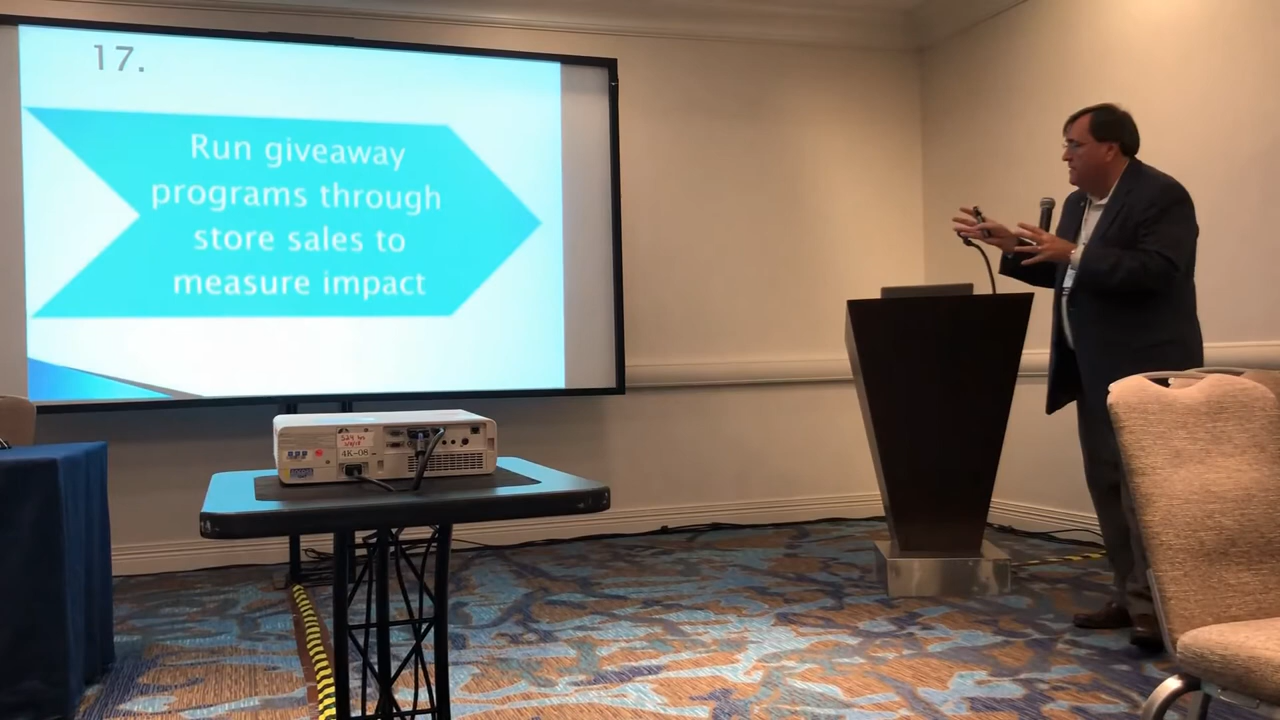 17.
Run giveaway
programs through
store sales to
measure impact
4K-08